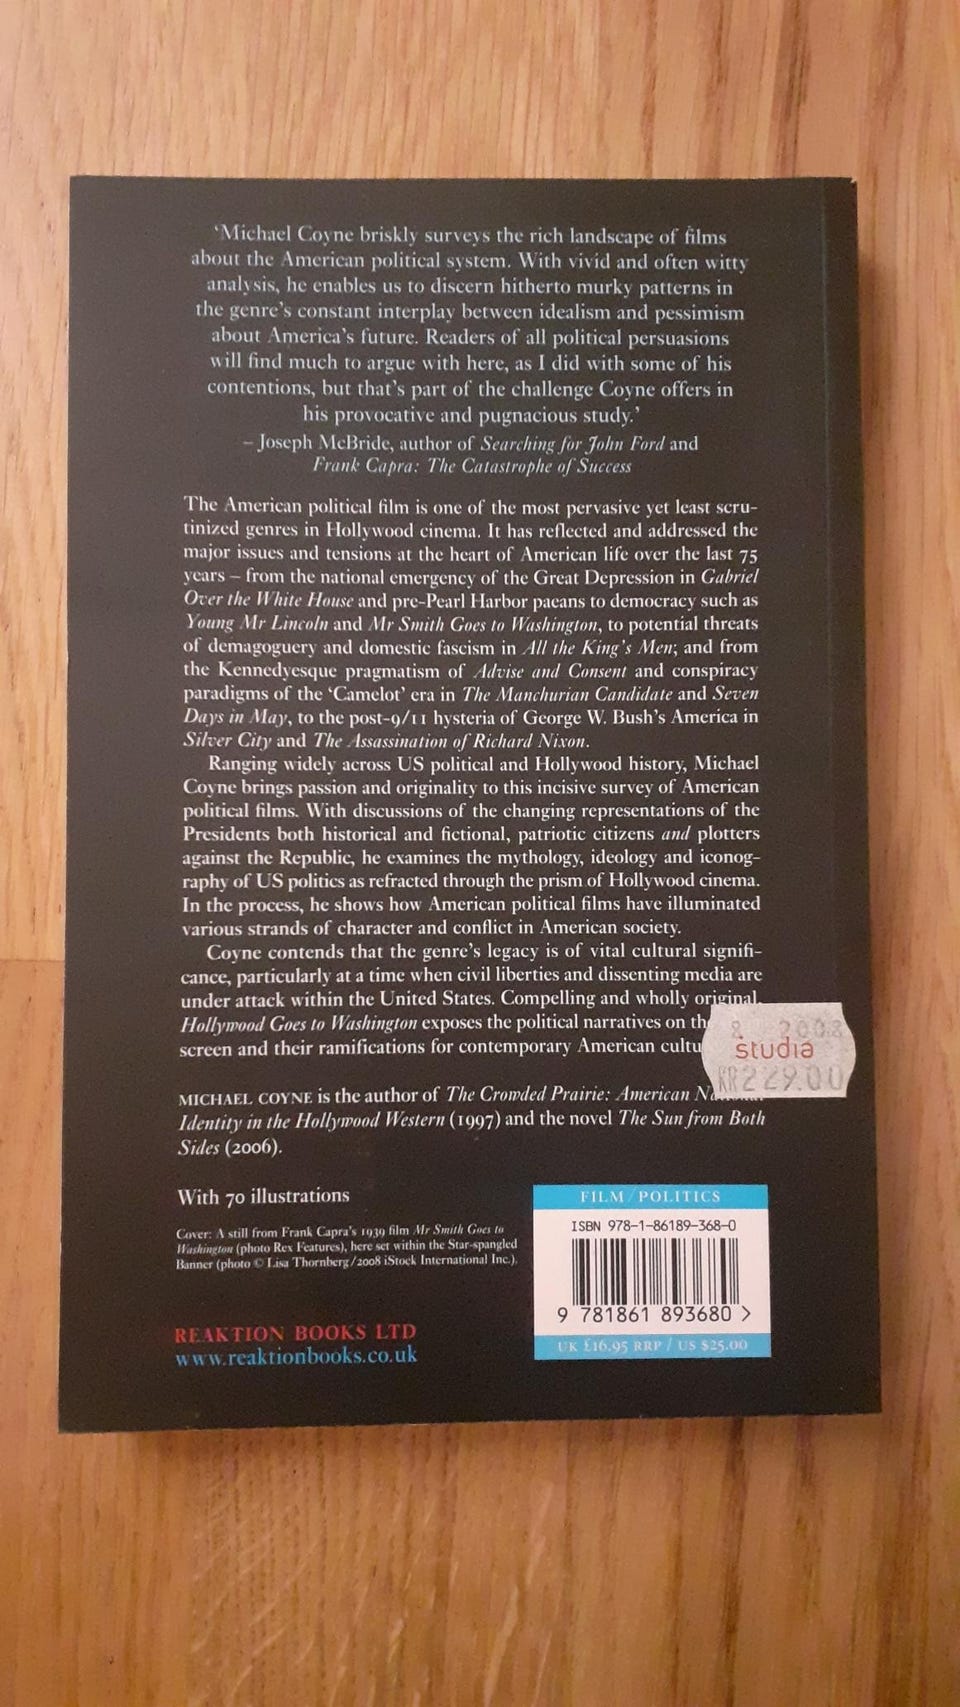 ‘Michael Coyne briskly surveys the rich landscape of films
about the American political system. With vivid and often witty
analysis, he enables us to discern hitherto murky patterns in
the genre’s constant interplay between idealism and pessimism
about America’s future. Readers of all political persuasions
will find much to argue with here, as I did with some of his
contentions, but that’s part of the challenge Coyne offers in
his provocative and pugnacious study.’
– Joseph McBride, author of Searching for John Ford and
Frank Capra: The Catastrophe of Success
The American political film is one of the most pervasive yet least scru-
tinized genres in Hollywood cinema. It has reflected and addressed the
major issues and tensions at the heart of American life over the last 75
years – from the national emergency of the Great Depression in Gabriel
Over the White House and pre-Pearl Harbor paeans to democracy such as
Young Mr Lincoln and Mr Smith Goes to Washington, to potential threats
of demagoguery and domestic fascism in All the King’s Men; and from
the Kennedyesque pragmatism of Advise and Consent and conspiracy
paradigms of the ‘Camelot’ era in The Manchurian Candidate and Seven
Days in May, to the post-9/11 hysteria of George W. Bush’s America in
Silver City and The Assassination of Richard Nixon.
Ranging widely across US political and Hollywood history, Michael
Coyne brings passion and originality to this incisive survey of American
political films. With discussions of the changing representations of the
Presidents both historical and fictional, patriotic citizens and plotters
against the Republic, he examines the mythology, ideology and iconog-
raphy of US politics as refracted through the prism of Hollywood cinema.
In the process, he shows how American political films have illuminated
various strands of character and conflict in American society.
Coyne contends that the genre’s legacy is of vital cultural signifi-
cance, particularly at a time when civil liberties and dissenting media are
under attack within the United States. Compelling and wholly original,
Hollywood Goes to Washington exposes the political narratives on
screen and their ramifications for contemporary American
2008
studia
KR229.00
MICHAEL COYNE is the author of The Crowded Prairie: American
Identity in the Hollywood Western (1997) and the novel The Sun from Both
Sides (2006).
With 70 illustrations
Cover: A still from Frank Capra’s 1939 film Mr Smith Goes to
Washington (photo Rex Features), here set within the Star-spangled
Banner (photo © Lisa Thornberg/2008 iStock International Inc.).
REAKTION BOOKS LTD
www.reaktionbooks.co.uk
FILM / POLITICS
ISBN 978-1-86189-368-0
9 781861 893680 >
UK £16.95 RRP / US $25.00